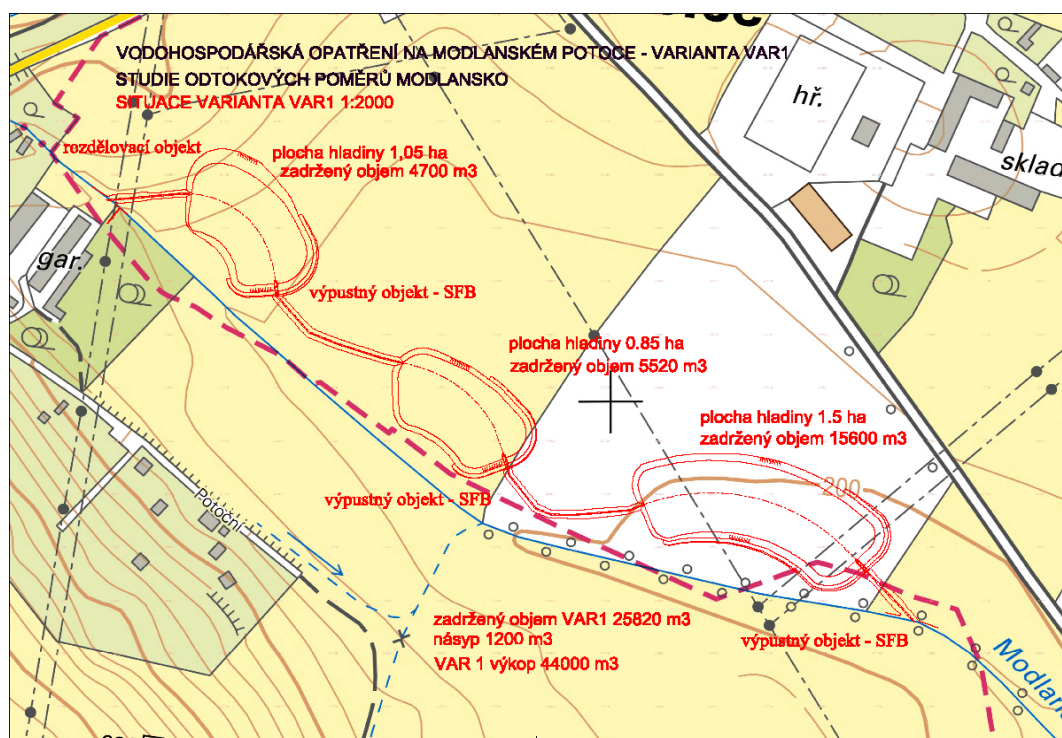 VODOHOSPODÁŘSKÁ OPATŘENÍ NA MODLANSKÉM POTOCE - VARIANTA VAR1
STUDIE ODTOKOVÝCH POMĚRŮ MODLANSKO
SITUACE VARIANTA VAR1 1:2000
hř.
rozdělovací objekt
plocha hladiny 1,05 ha
zadržený objem 4700 m3
sklad
gar.
výpustný objekt - SFB
plocha hladiny 0.85 ha
zadržený objem 5520 m3
plocha hladiny 1.5 ha
zadržený objem 15600 m3
200
Potoční
výpustný objekt - SFB
zadržený objem VAR1 25820 m3
násyp 1200 m3
VAR 1 výkop 44000 m3
výpustný objekt - SFB
Modlan